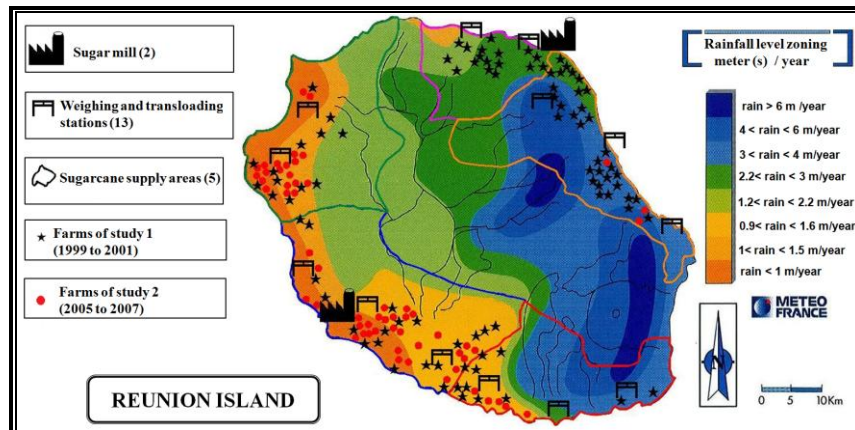 Sugar mill (2)
Weighing and transloading
stations (13)
Sugarcane supply areas (5)
Farms of study 1
(1999 to 2001)
Farms of study 2
(2005 to 2007)
REUNION ISLAND
Rainfall level zoning
meter (s) / year
rain > 6 m/year
4 < rain < 6 m/year
3 < rain < 4 m/year
2.2< rain < 3 m/year
1.2< rain < 2.2 m/year
0.9< rain < 1.6 m/year
1< rain < 1.5 m/year
rain < 1 m/year
METEO
FRANCE
N
0 5 10Km